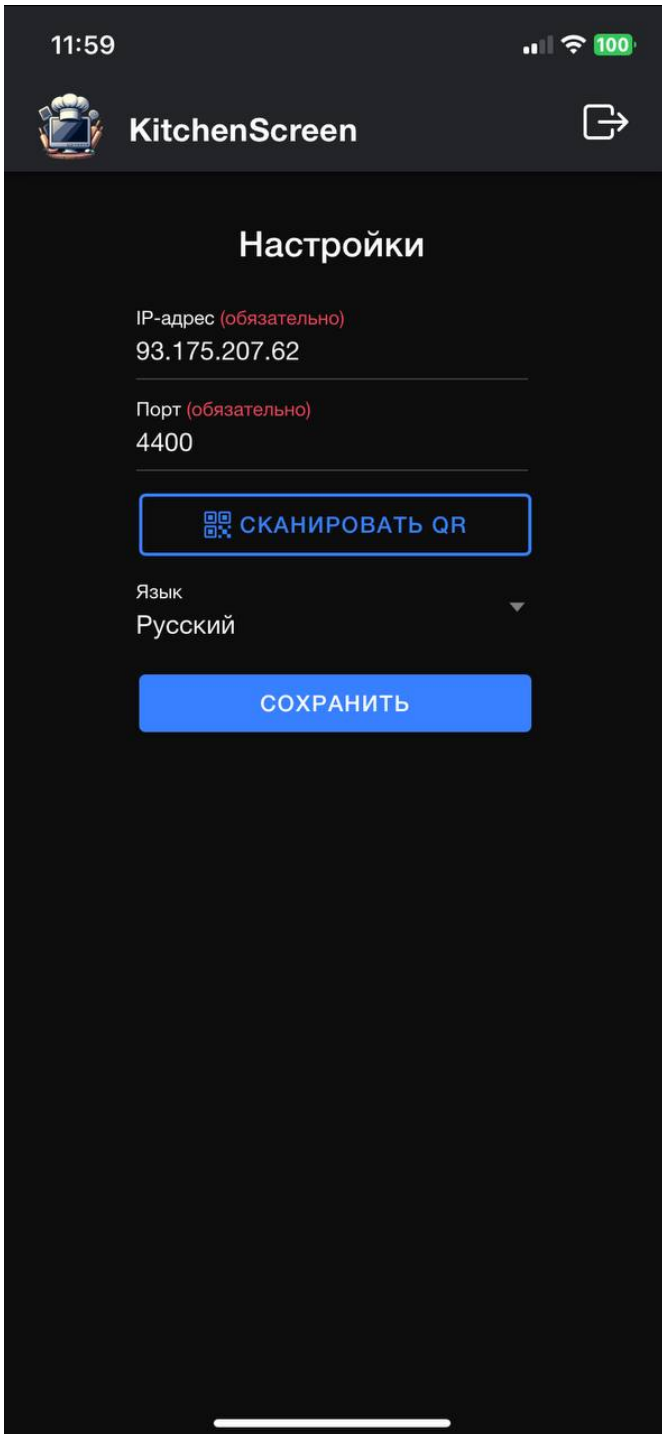 11:59
100
KitchenScreen
Настройки
IP-адрес (обязательно)
93.175.207.62
Порт (обязательно)
4400
СКАНИРОВАТЬ QR
Язык
Русский
СОХРАНИТЬ